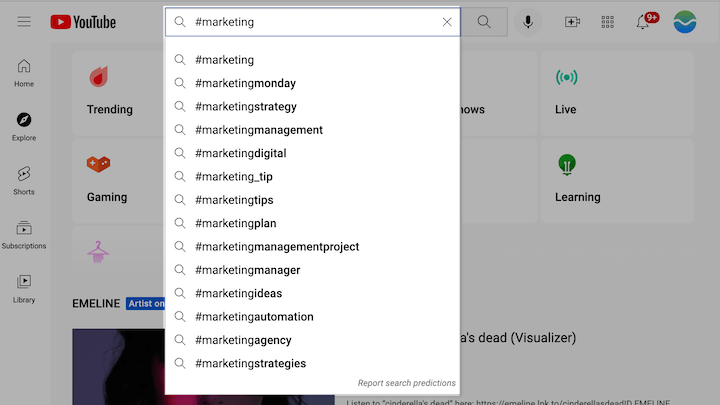 YouTube
#marketing
9+
#marketing
#marketingmonday
#marketingstrategy
#marketingmanagement
#marketingdigital
#marketing_tip
#marketingtips
#marketingplan
#marketingmanagementproject
#marketingmanager
#marketingideas
#marketingautomation
#marketingagency
#marketingstrategies
Report search predictions
Home
Explore
Shorts
Subscriptions
Library
Trending
Live
Gaming
Learning
EMELINE
Artist on
's dead (Visualizer)
Listen to "cinderella's dead" here: https://emeline.lnk.to/cinderellasdeadID EMELINE